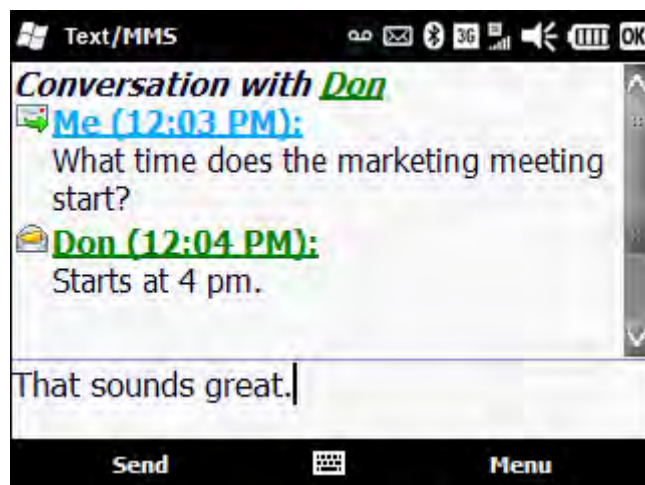 Text/MMS 3G OK
Conversation with Don
Me (12:03 PM):
What time does the marketing meeting
start?
Don (12:04 PM):
Starts at 4 pm.
That sounds great.
Send Menu